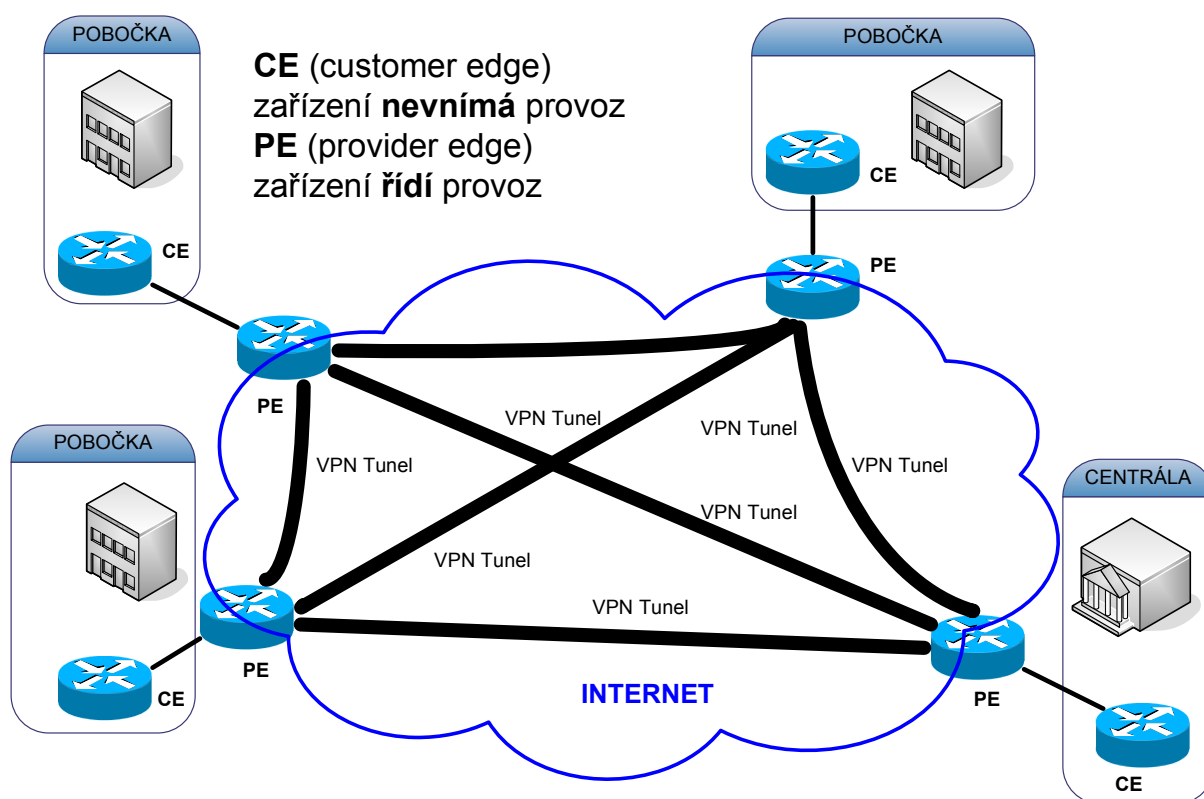 POBOČKA
POBOČKA
CE (customer edge)
zařízení nevnímá provoz
PE (provider edge)
zařízení řídí provoz
CE
CE
PE
PE
VPN Tunel
VPN Tunel
POBOČKA
VPN Tunel
VPN Tunel
CENTRÁLA
VPN Tunel
VPN Tunel
VPN Tunel
PE
INTERNET
CE
PE
CE